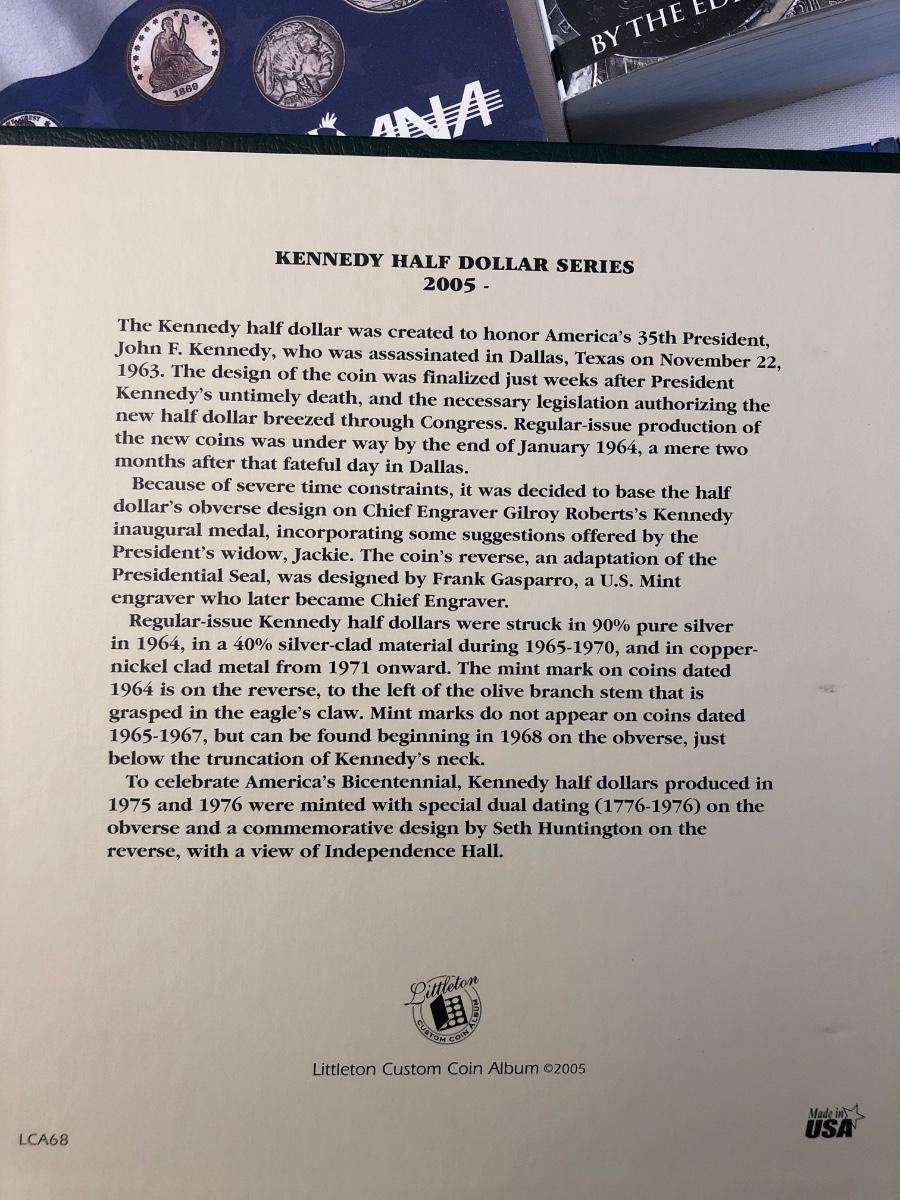 1869
ANA
BY THE
KENNEDY HALF DOLLAR SERIES
2005 -
The Kennedy half dollar was created to honor America's 35th President,
John F. Kennedy, who was assassinated in Dallas, Texas on November 22,
1963. The design of the coin was finalized just weeks after President
Kennedy's untimely death, and the necessary legislation authorizing the
new half dollar breezed through Congress. Regular-issue production of
the new coins was under way by the end of January 1964, a mere two
months after that fateful day in Dallas.
Because of severe time constraints, it was decided to base the half
dollar's obverse design on Chief Engraver Gilroy Roberts's Kennedy
inaugural medal, incorporating some suggestions offered by the
President's widow, Jackie. The coin's reverse, an adaptation of the
Presidential Seal, was designed by Frank Gasparro, a U.S. Mint
engraver who later became Chief Engraver.
Regular-issue Kennedy half dollars were struck in 90% pure silver
in 1964, in a 40% silver-clad material during 1965-1970, and in copper-
nickel clad metal from 1971 onward. The mint mark on coins dated
1964 is on the reverse, to the left of the olive branch stem that is
grasped in the eagle's claw. Mint marks do not appear on coins dated
1965-1967, but can be found beginning in 1968 on the obverse, just
below the truncation of Kennedy's neck.
To celebrate America's Bicentennial, Kennedy half dollars produced in
1975 and 1976 were minted with special dual dating (1776-1976) on the
obverse and a commemorative design by Seth Huntington on the
reverse, with a view of Independence Hall.
Littleton
CUSTOM COIN ALBUM
Littleton Custom Coin Album ©2005
LCA68
Made in
USA